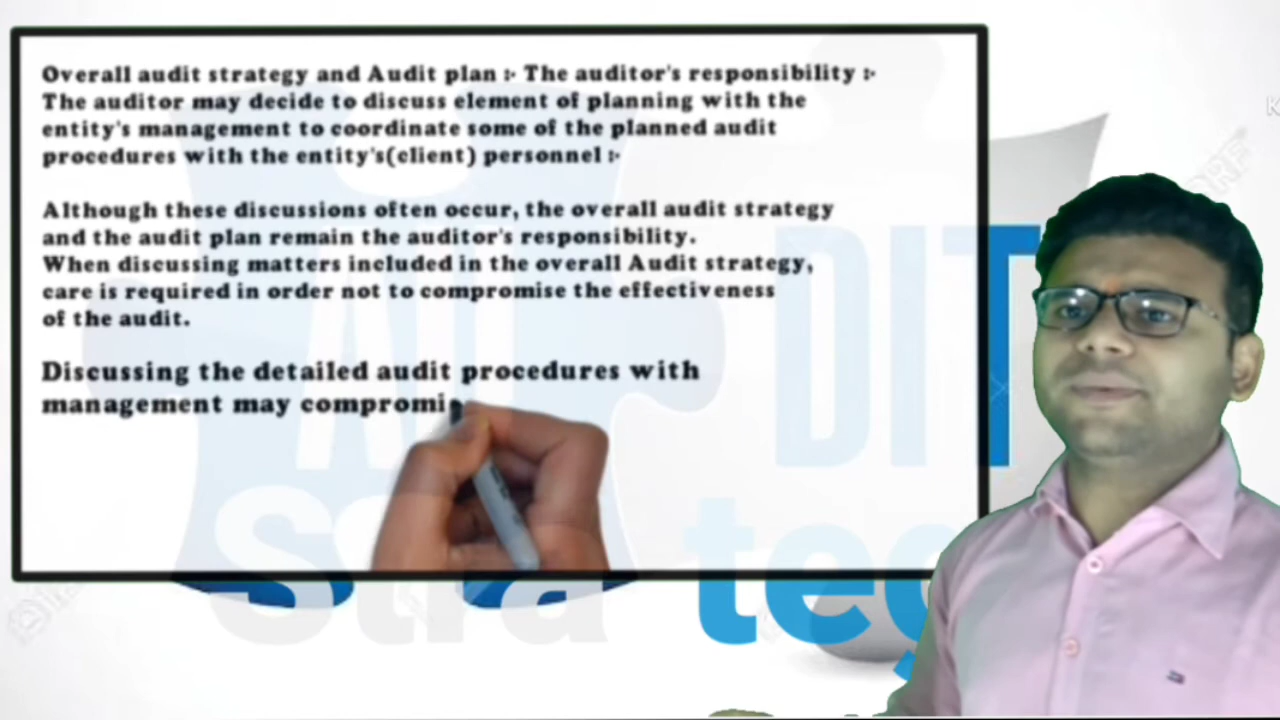 Overall audit strategy and Audit plan :- The auditor's responsibility :-
The auditor may decide to discuss element of planning with the
entity's management to coordinate some of the planned audit
procedures with the entity's(client) personnel :-
Although these discussions often occur, the overall audit strategy
and the audit plan remain the auditor's responsibility.
When discussing matters included in the overall Audit strategy,
care is required in order not to compromise the effectiveness
of the audit.
Discussing the detailed audit procedures with
management may compromi
AUDIT
Strateg